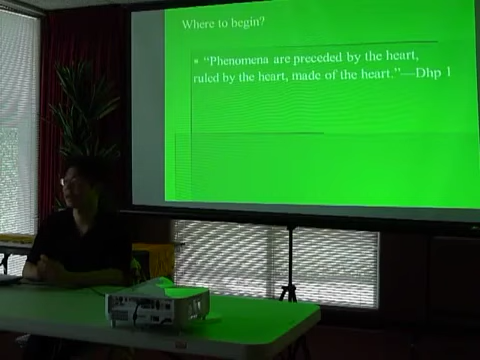 Where to begin?
• “Phenomena are preceded by the heart,
ruled by the heart, made of the heart.”—Dhp 1